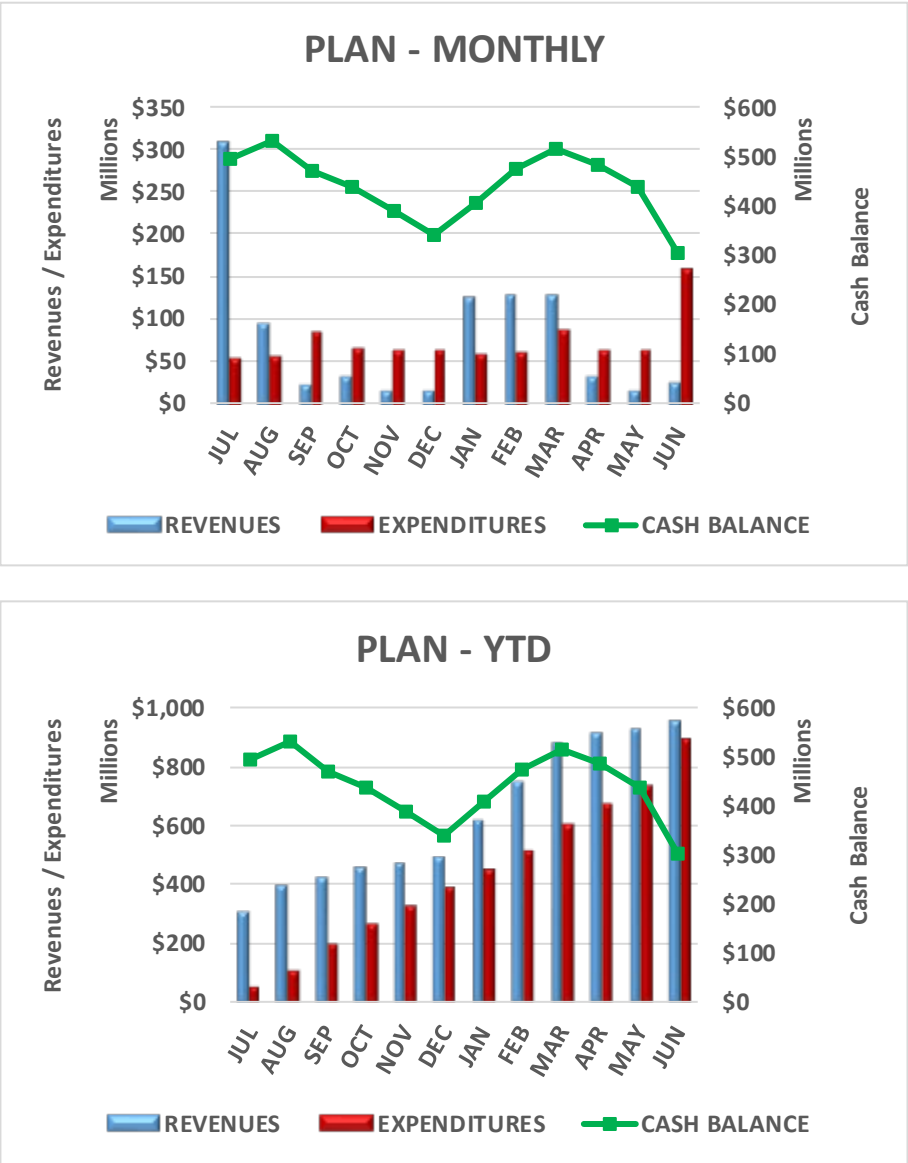 PLAN - MONTHLY
Revenues / Expenditures
Millions
$350
$300
$250
$200
$150
$100
$50
$0
$600
$500
$400
$300
$200
$100
$0
Millions
Cash Balance
JUL
AUG
SEP
OCT
NOV
DEC
JAN
FEB
MAR
APR
MAY
JUN
REVENUES EXPENDITURES CASH BALANCE
PLAN - YTD
Revenues / Expenditures
Millions
$1,000
$800
$600
$400
$200
$0
$600
$500
$400
$300
$200
$100
$0
Millions
Cash Balance
JUL
AUG
SEP
OCT
NOV
DEC
JAN
FEB
MAR
APR
MAY
JUN
REVENUES EXPENDITURES CASH BALANCE